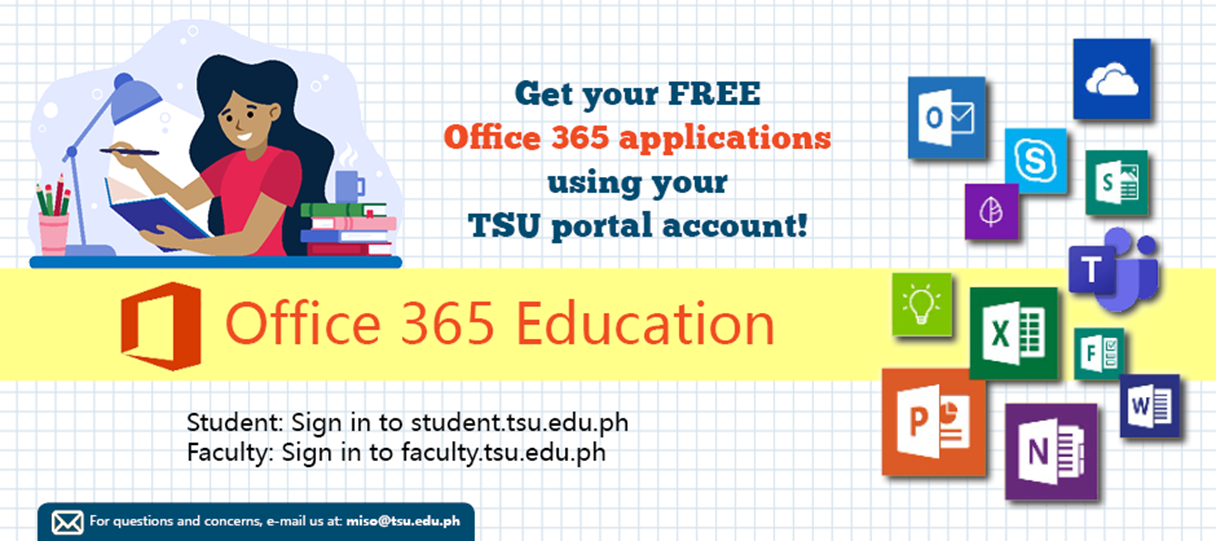 Get your FREE
Office 365 applications
using your
TSU portal account!
Office 365 Education
Student: Sign in to student.tsu.edu.ph
Faculty: Sign in to faculty.tsu.edu.ph
For questions and concerns, e-mail us at: miso@tsu.edu.ph
O
S
S
T
X
F
P
W
N